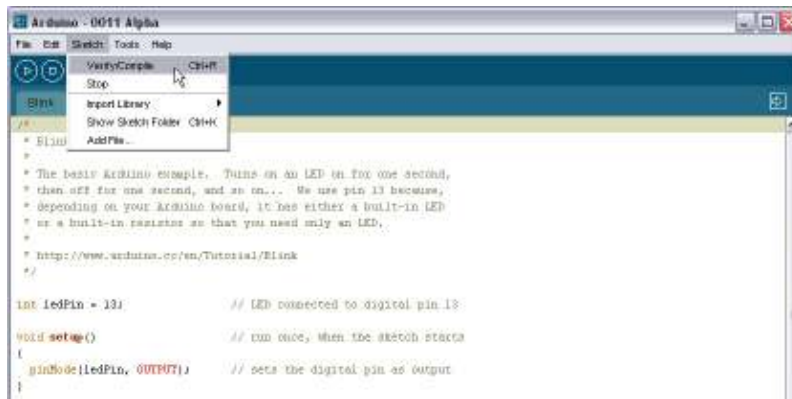 Arduino - 0011 Alpha
File Edit Sketch Tools Help
Verify/Compile Ctrl+R
Stop
Import Library
Show Sketch Folder Ctrl+K
Add File...
Blink
/*
* Blink
*
* The basic Arduino example. Turns on an LED on for one second,
* then off for one second, and so on... We use pin 13 because,
* depending on your Arduino board, it has either a built-in LED
* or a built-in resistor so that you need only an LED.
*
* http://www.arduino.cc/en/Tutorial/Blink
*/
int ledPin = 13; // LED connected to digital pin 13
void setup() // run once, when the sketch starts
{
pinMode(ledPin, OUTPUT); // sets the digital pin as output
}